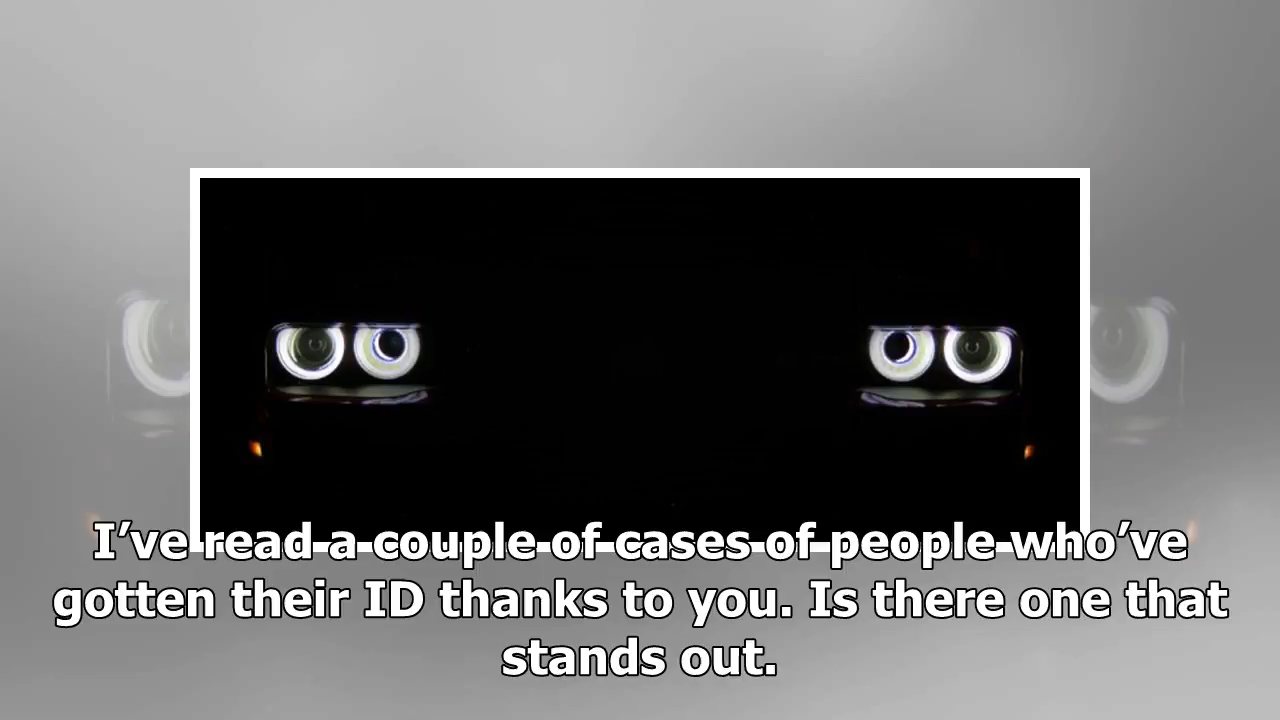 I’ve read a couple of cases of people who’ve
gotten their ID thanks to you. Is there one that
stands out.